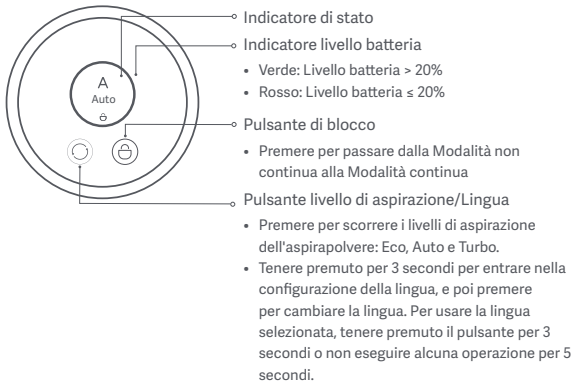 Indicatore di stato
Indicatore livello batteria
• Verde: Livello batteria > 20%
• Rosso: Livello batteria ≤ 20%
A
Auto
Pulsante di blocco
• Premere per passare dalla Modalità non
continua alla Modalità continua
Pulsante livello di aspirazione/Lingua
• Premere per scorrere i livelli di aspirazione
dell'aspirapolvere: Eco, Auto e Turbo.
• Tenere premuto per 3 secondi per entrare nella
configurazione della lingua, e poi premere
per cambiare la lingua. Per usare la lingua
selezionata, tenere premuto il pulsante per 3
secondi o non eseguire alcuna operazione per 5
secondi.